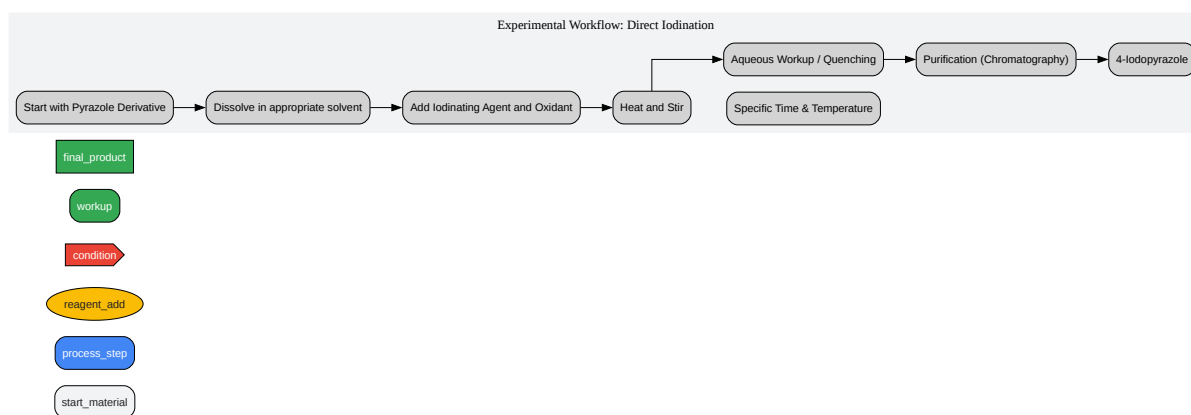 Experimental Workflow: Direct Iodination
Aqueous Workup / Quenching
Purification (Chromatography)
4-Iodopyrazole
Start with Pyrazole Derivative
Dissolve in appropriate solvent
Add Iodinating Agent and Oxidant
Heat and Stir
Specific Time & Temperature
final_product
workup
condition
reagent_add
process_step
start_material